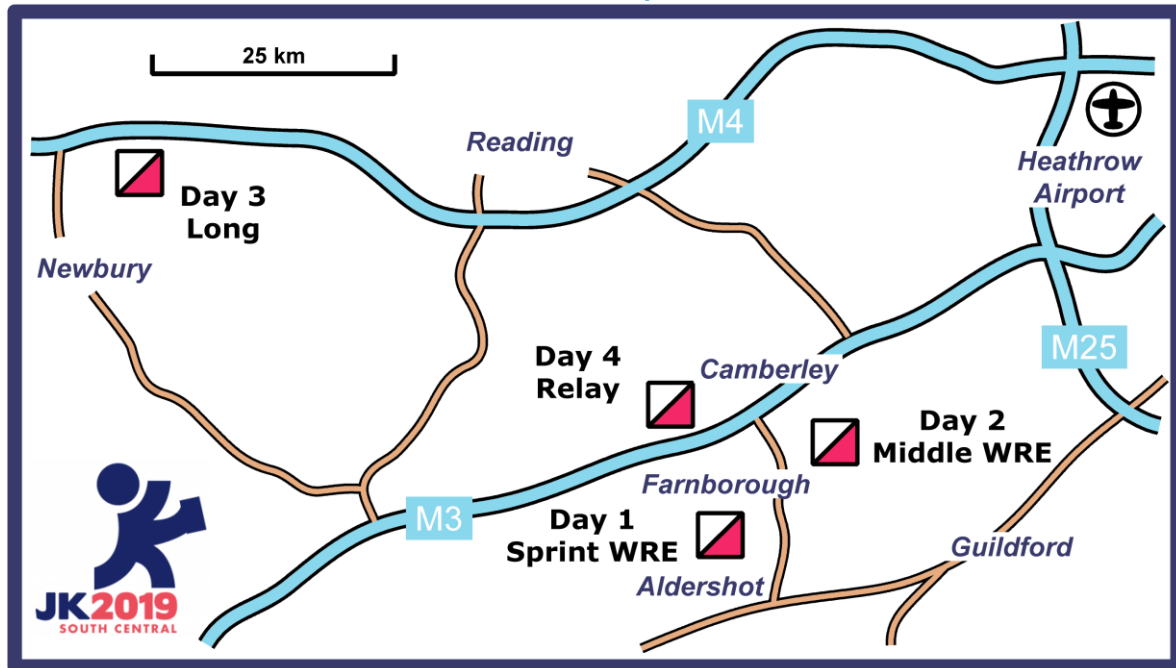 25 km
M4
Reading
Heathrow
Airport
Day 3
Long
Newbury
M25
Day 4
Relay
Camberley
Day 2
Middle WRE
Farnborough
M3
Day 1
Sprint WRE
Guildford
Aldershot
JK2019
SOUTH CENTRAL